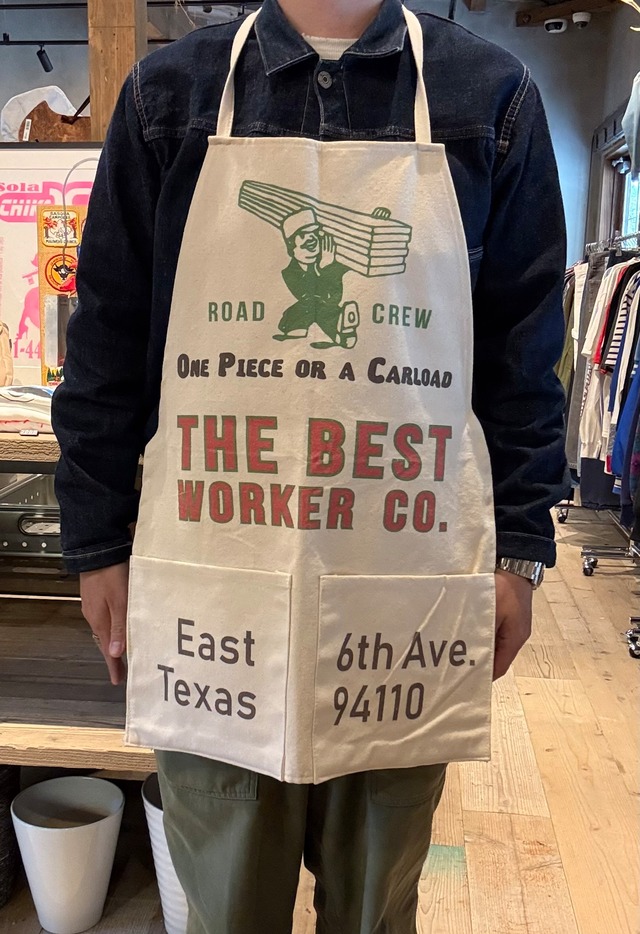 ROAD CREW
ONE PIECE OR A CARLOAD
THE BEST
WORKER CO.
East
Texas
6th Ave.
94110